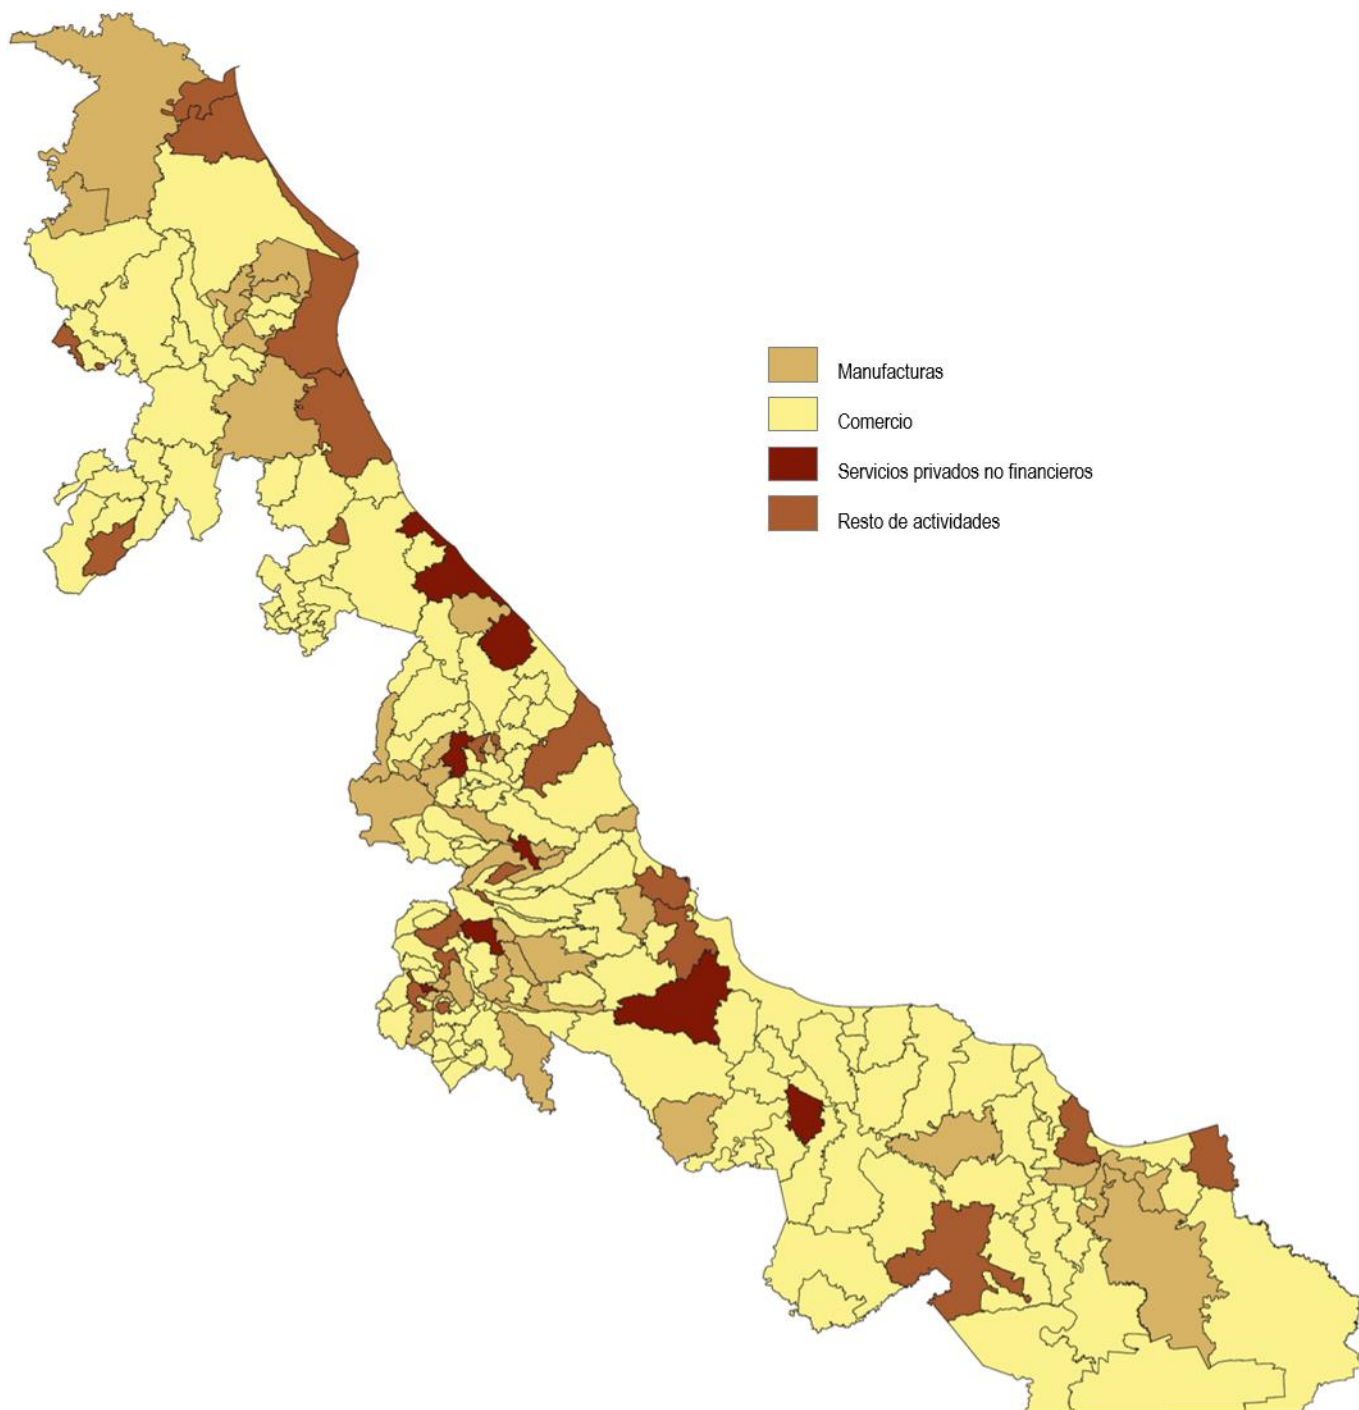 Manufacturas
Comercio
Servicios privados no financieros
Resto de actividades